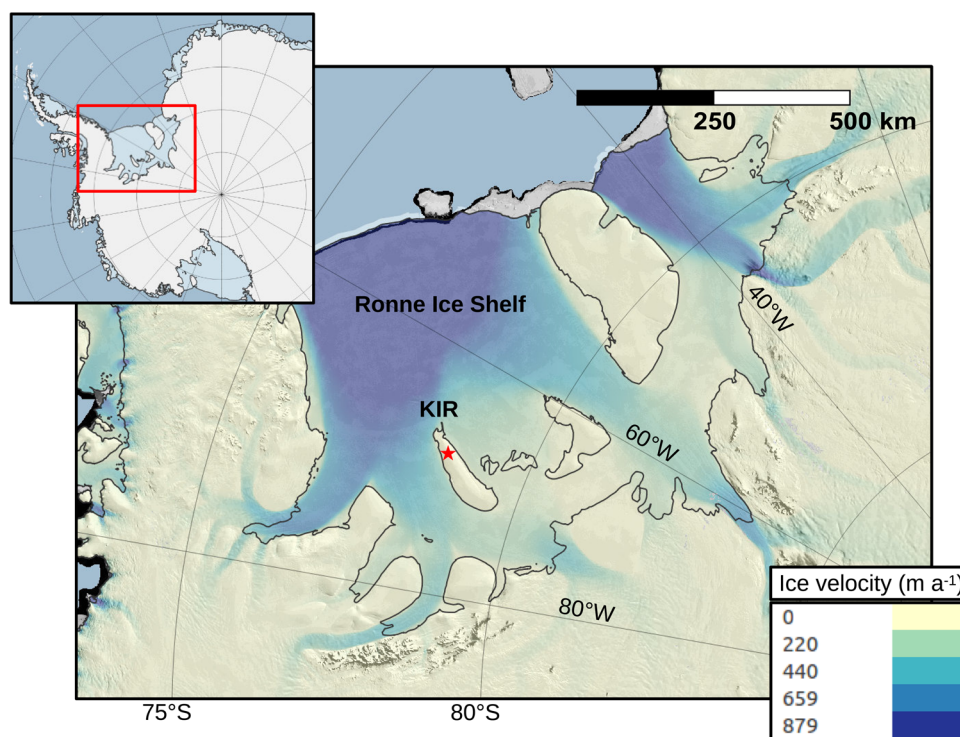 250
500 km
Ronne Ice Shelf
40°W
KIR
60°W
80°W
Ice velocity (m a⁻¹)
0
220
440
659
879
75°S
80°S